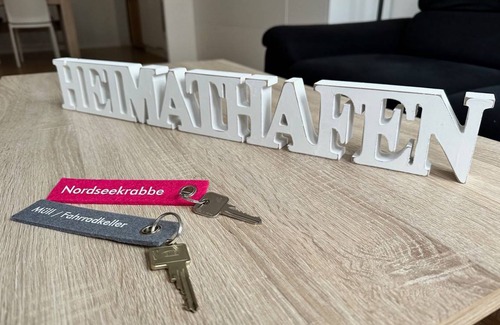 HEIMATHAFEN
Nordseekrabbe
Müll / Fahrradkeller